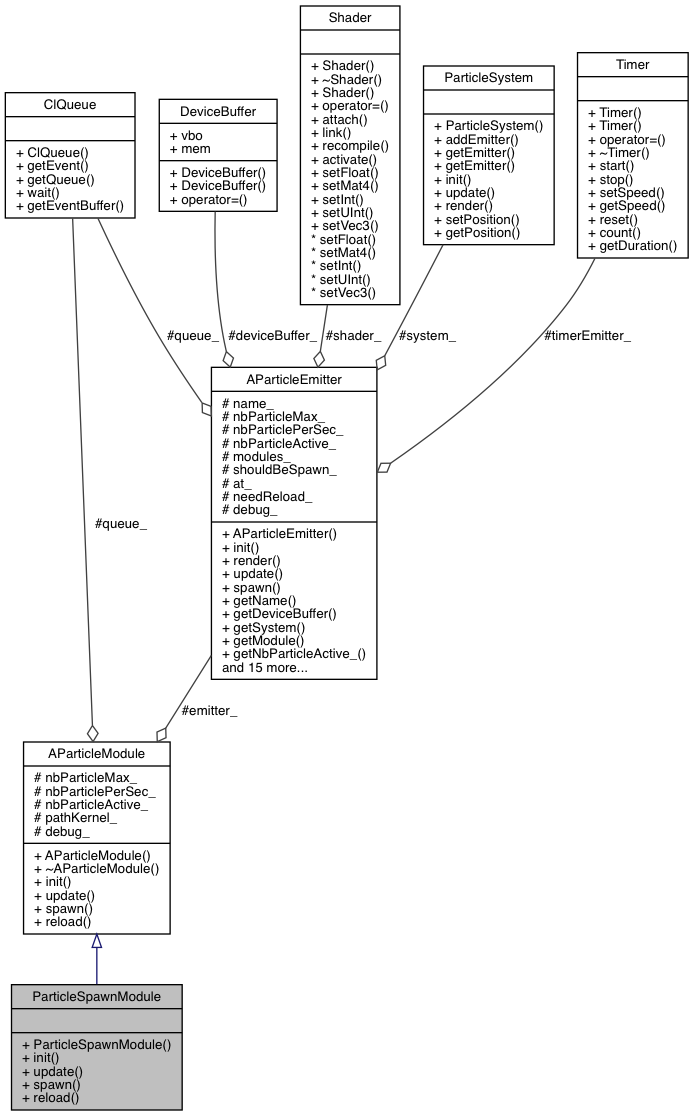 Shader
+ Shader()
+ ~Shader()
+ Shader()
+ operator=()
+ attach()
+ link()
+ recompile()
+ activate()
+ setFloat()
+ setMat4()
+ setInt()
+ setUInt()
+ setVec3()
* setFloat()
* setMat4()
* setInt()
* setUInt()
* setVec3()
Timer
+ Timer()
+ Timer()
+ operator=()
+ ~Timer()
+ start()
+ stop()
+ setSpeed()
+ getSpeed()
+ reset()
+ count()
+ getDuration()
ParticleSystem
+ ParticleSystem()
+ addEmitter()
+ getEmitter()
+ getEmitter()
+ init()
+ update()
+ render()
+ setPosition()
+ getPosition()
ClQueue
+ ClQueue()
+ getEvent()
+ getQueue()
+ wait()
+ getEventBuffer()
DeviceBuffer
+ vbo
+ mem
+ DeviceBuffer()
+ DeviceBuffer()
+ operator=()
#queue_
#deviceBuffer_
#shader_
#system_
#timerEmitter_
AParticleEmitter
# name_
# nbParticleMax_
# nbParticlePerSec_
# nbParticleActive_
# modules_
# shouldBeSpawn_
# at_
# needReload_
# debug_
+ AParticleEmitter()
+ init()
+ render()
+ update()
+ spawn()
+ getName()
+ getDeviceBuffer()
+ getSystem()
+ getModule()
+ getNbParticleActive_()
and 15 more...
#queue_
#emitter_
AParticleModule
# nbParticleMax_
# nbParticlePerSec_
# nbParticleActive_
# pathKernel_
# debug_
+ AParticleModule()
+ ~AParticleModule()
+ init()
+ update()
+ spawn()
+ reload()
ParticleSpawnModule
+ ParticleSpawnModule()
+ init()
+ update()
+ spawn()
+ reload()